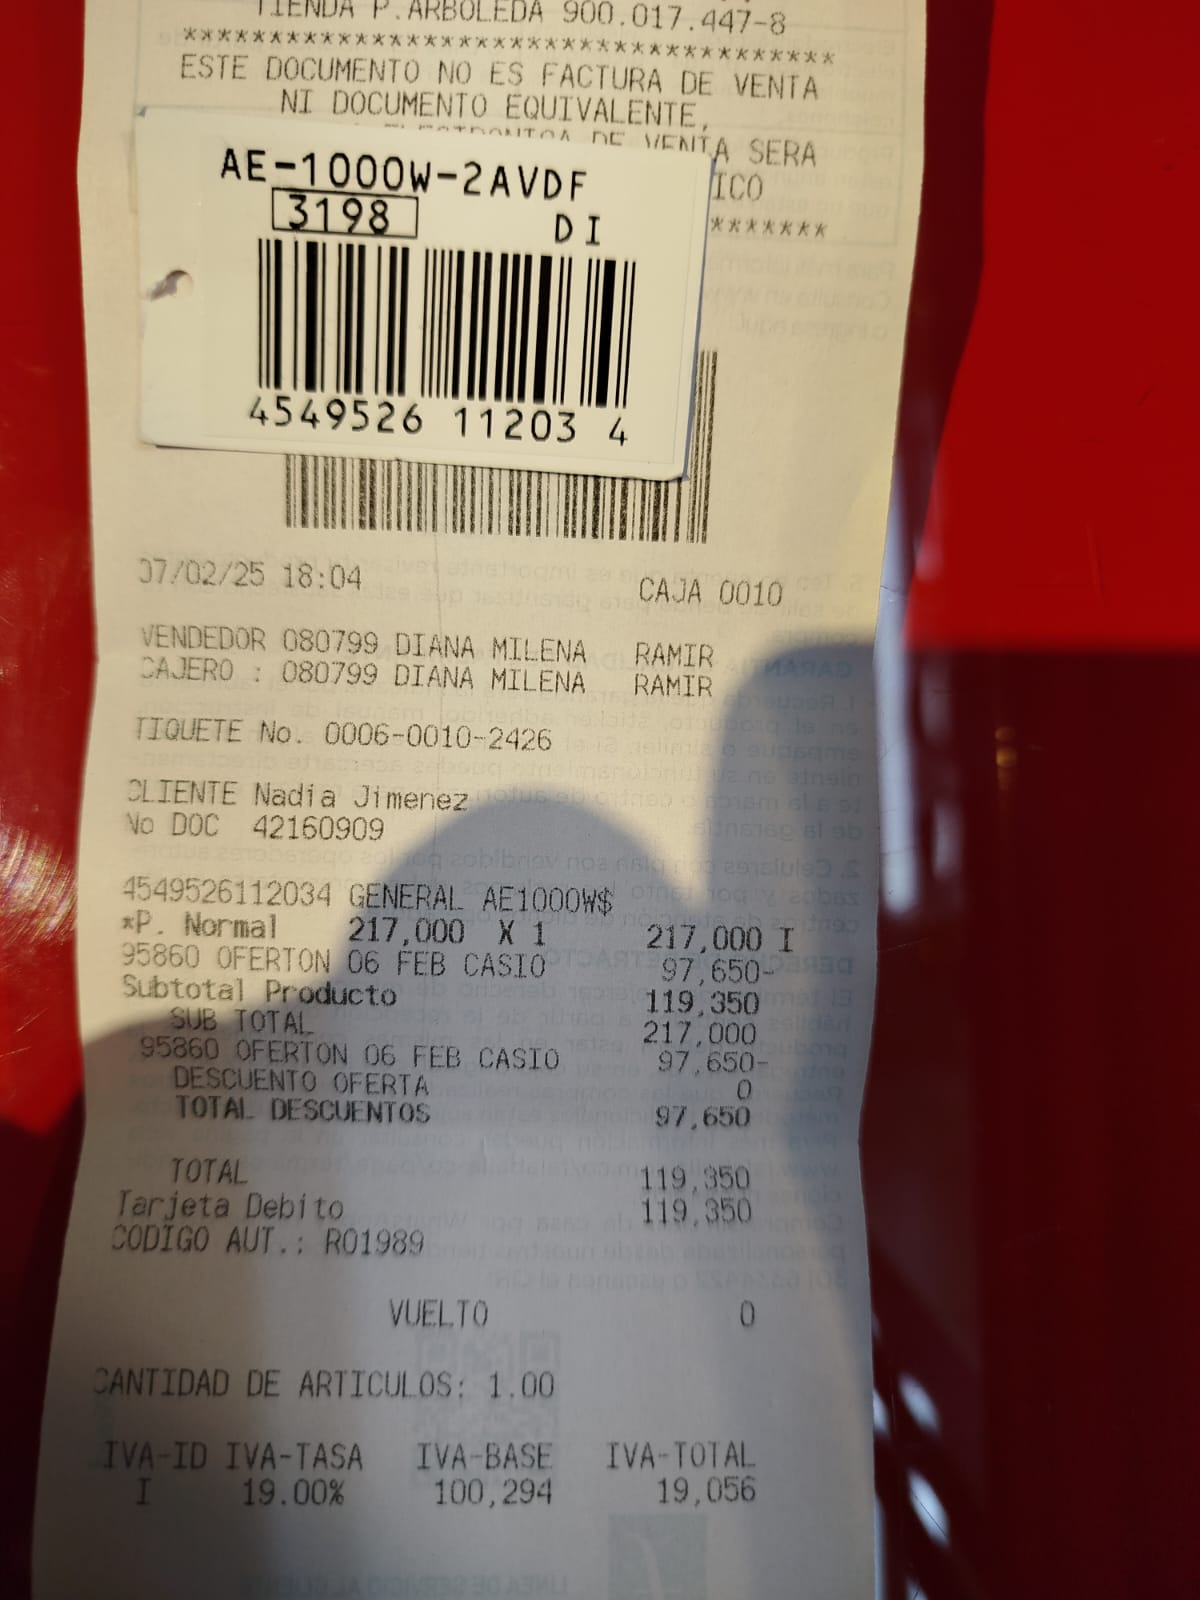 TIENDA P.ARBOLEDA 900.017.447-8
**************************************
ESTE DOCUMENTO NO ES FACTURA DE VENTA
NI DOCUMENTO EQUIVALENTE,
ELECTRONICA DE VENTA SERA
ICO
*******
AE-1000W-2AVDF
3198 DI
4549526 11203 4
07/02/25 18:04 CAJA 0010
VENDEDOR 080799 DIANA MILENA RAMIR
CAJERO : 080799 DIANA MILENA RAMIR
TIQUETE No. 0006-0010-2426
CLIENTE Nadia Jimenez
No DOC 42160909
4549526112034 GENERAL AE1000W$
*P. Normal 217,000 X 1 217,000 I
95860 OFERTON 06 FEB CASIO 97,650-
Subtotal Producto 119,350
SUB TOTAL 217,000
95860 OFERTON 06 FEB CASIO 97,650-
DESCUENTO OFERTA 0
TOTAL DESCUENTOS 97,650
TOTAL 119,350
Tarjeta Debito 119,350
CODIGO AUT.: R01989
VUELTO 0
CANTIDAD DE ARTICULOS: 1.00
IVA-ID IVA-TASA IVA-BASE IVA-TOTAL
I 19.00% 100,294 19,056